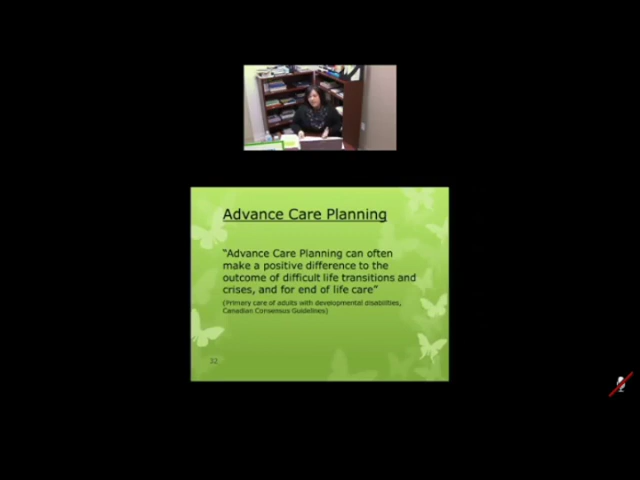 Advance Care Planning
“Advance Care Planning can often
make a positive difference to the
outcome of difficult life transitions and
crises, and for end of life care”
(Primary care of adults with developmental disabilities,
Canadian Consensus Guidelines)
32